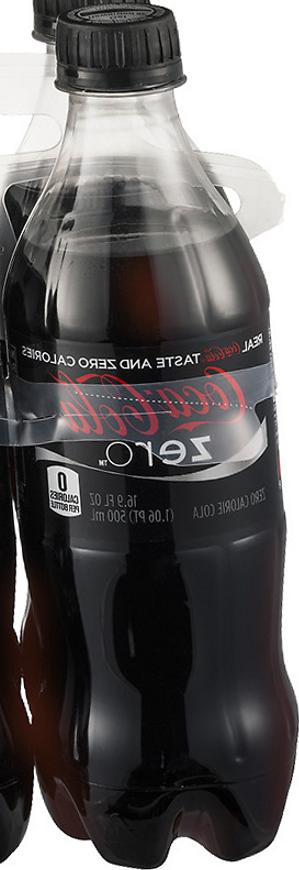 REAL Coca-Cola TASTE AND ZERO CALORIES
Coca-Cola
zero™
ZERO CALORIE COLA
16.9 FL OZ
(1.06 PT) 500 mL
0
CALORIES
PER BOTTLE